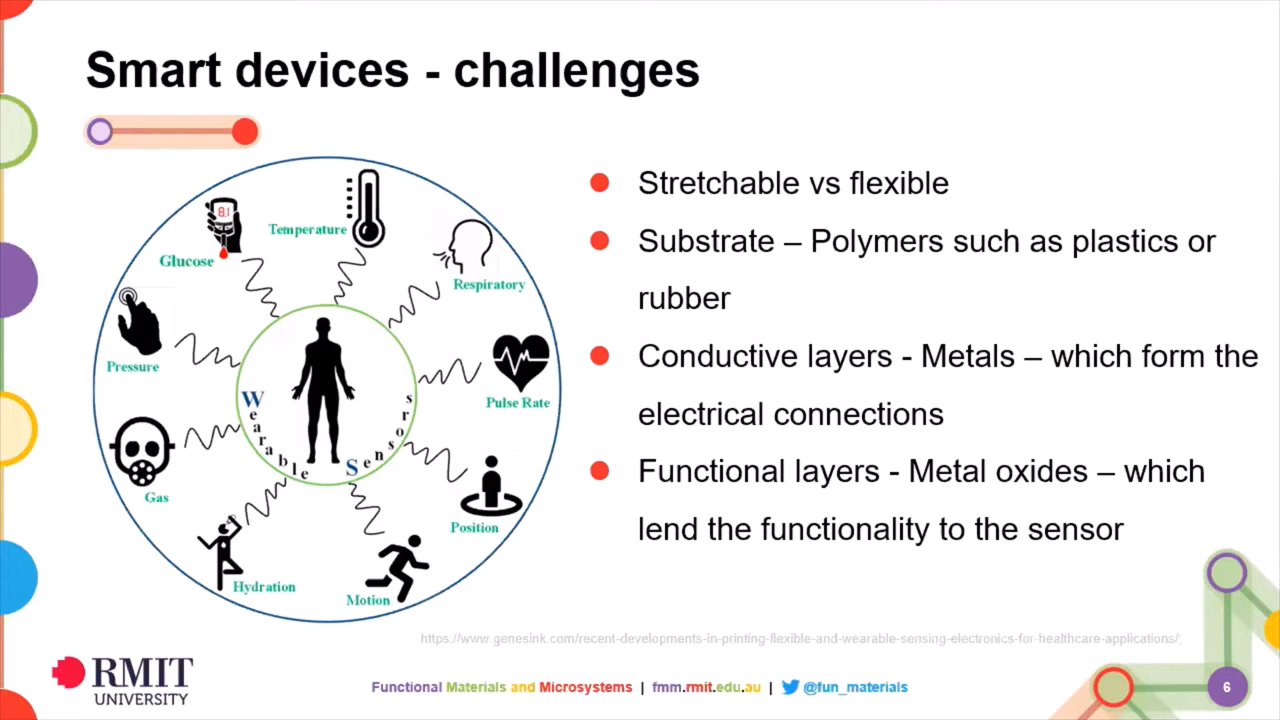 Smart devices - challenges
Temperature
8.1
Glucose
Respiratory
Pressure
Pulse Rate
Wearable Sensors
Gas
Position
Hydration
Motion
Stretchable vs flexible
Substrate – Polymers such as plastics or
rubber
Conductive layers - Metals – which form the
electrical connections
Functional layers - Metal oxides – which
lend the functionality to the sensor
https://www.genesink.com/recent-developments-in-printing-flexible-and-wearable-sensing-electronics-for-healthcare-applications/;
RMIT
UNIVERSITY
Functional Materials and Microsystems | fmm.rmit.edu.au | @fun_materials
6